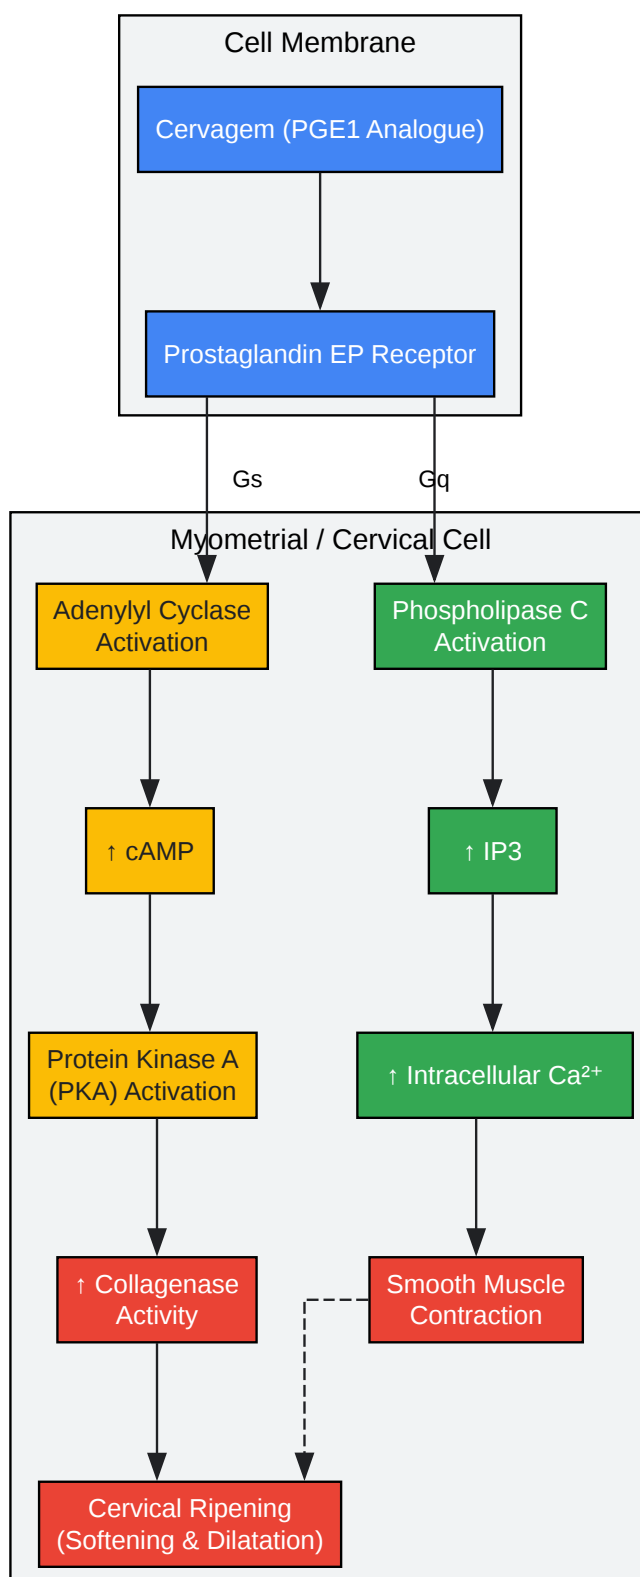 Cell Membrane
Cervagem (PGE1 Analogue)
Prostaglandin EP Receptor
Gs
Gq
Myometrial / Cervical Cell
Adenylyl Cyclase
Activation
Phospholipase C
Activation
↑ cAMP
↑ IP3
Protein Kinase A
(PKA) Activation
↑ Intracellular Ca²⁺
↑ Collagenase
Activity
Smooth Muscle
Contraction
Cervical Ripening
(Softening & Dilatation)